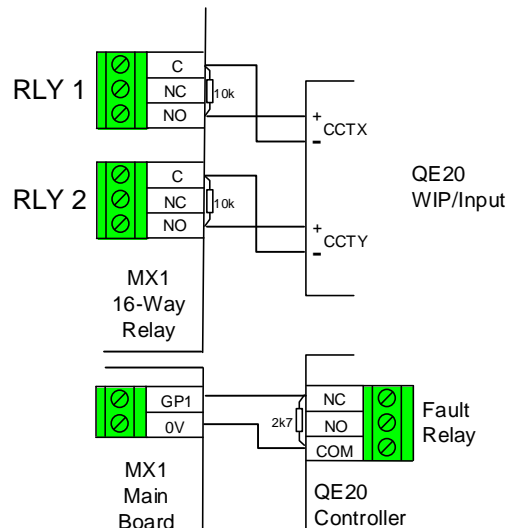 RLY 1
C
NC
NO
10k
+
CCTX
-
RLY 2
C
NC
NO
10k
+
CCTY
-
QE20
WIP/Input
MX1
16-Way
Relay
GP1
0V
2k7
NC
NO
COM
Fault
Relay
MX1
Main
Board
QE20
Controller